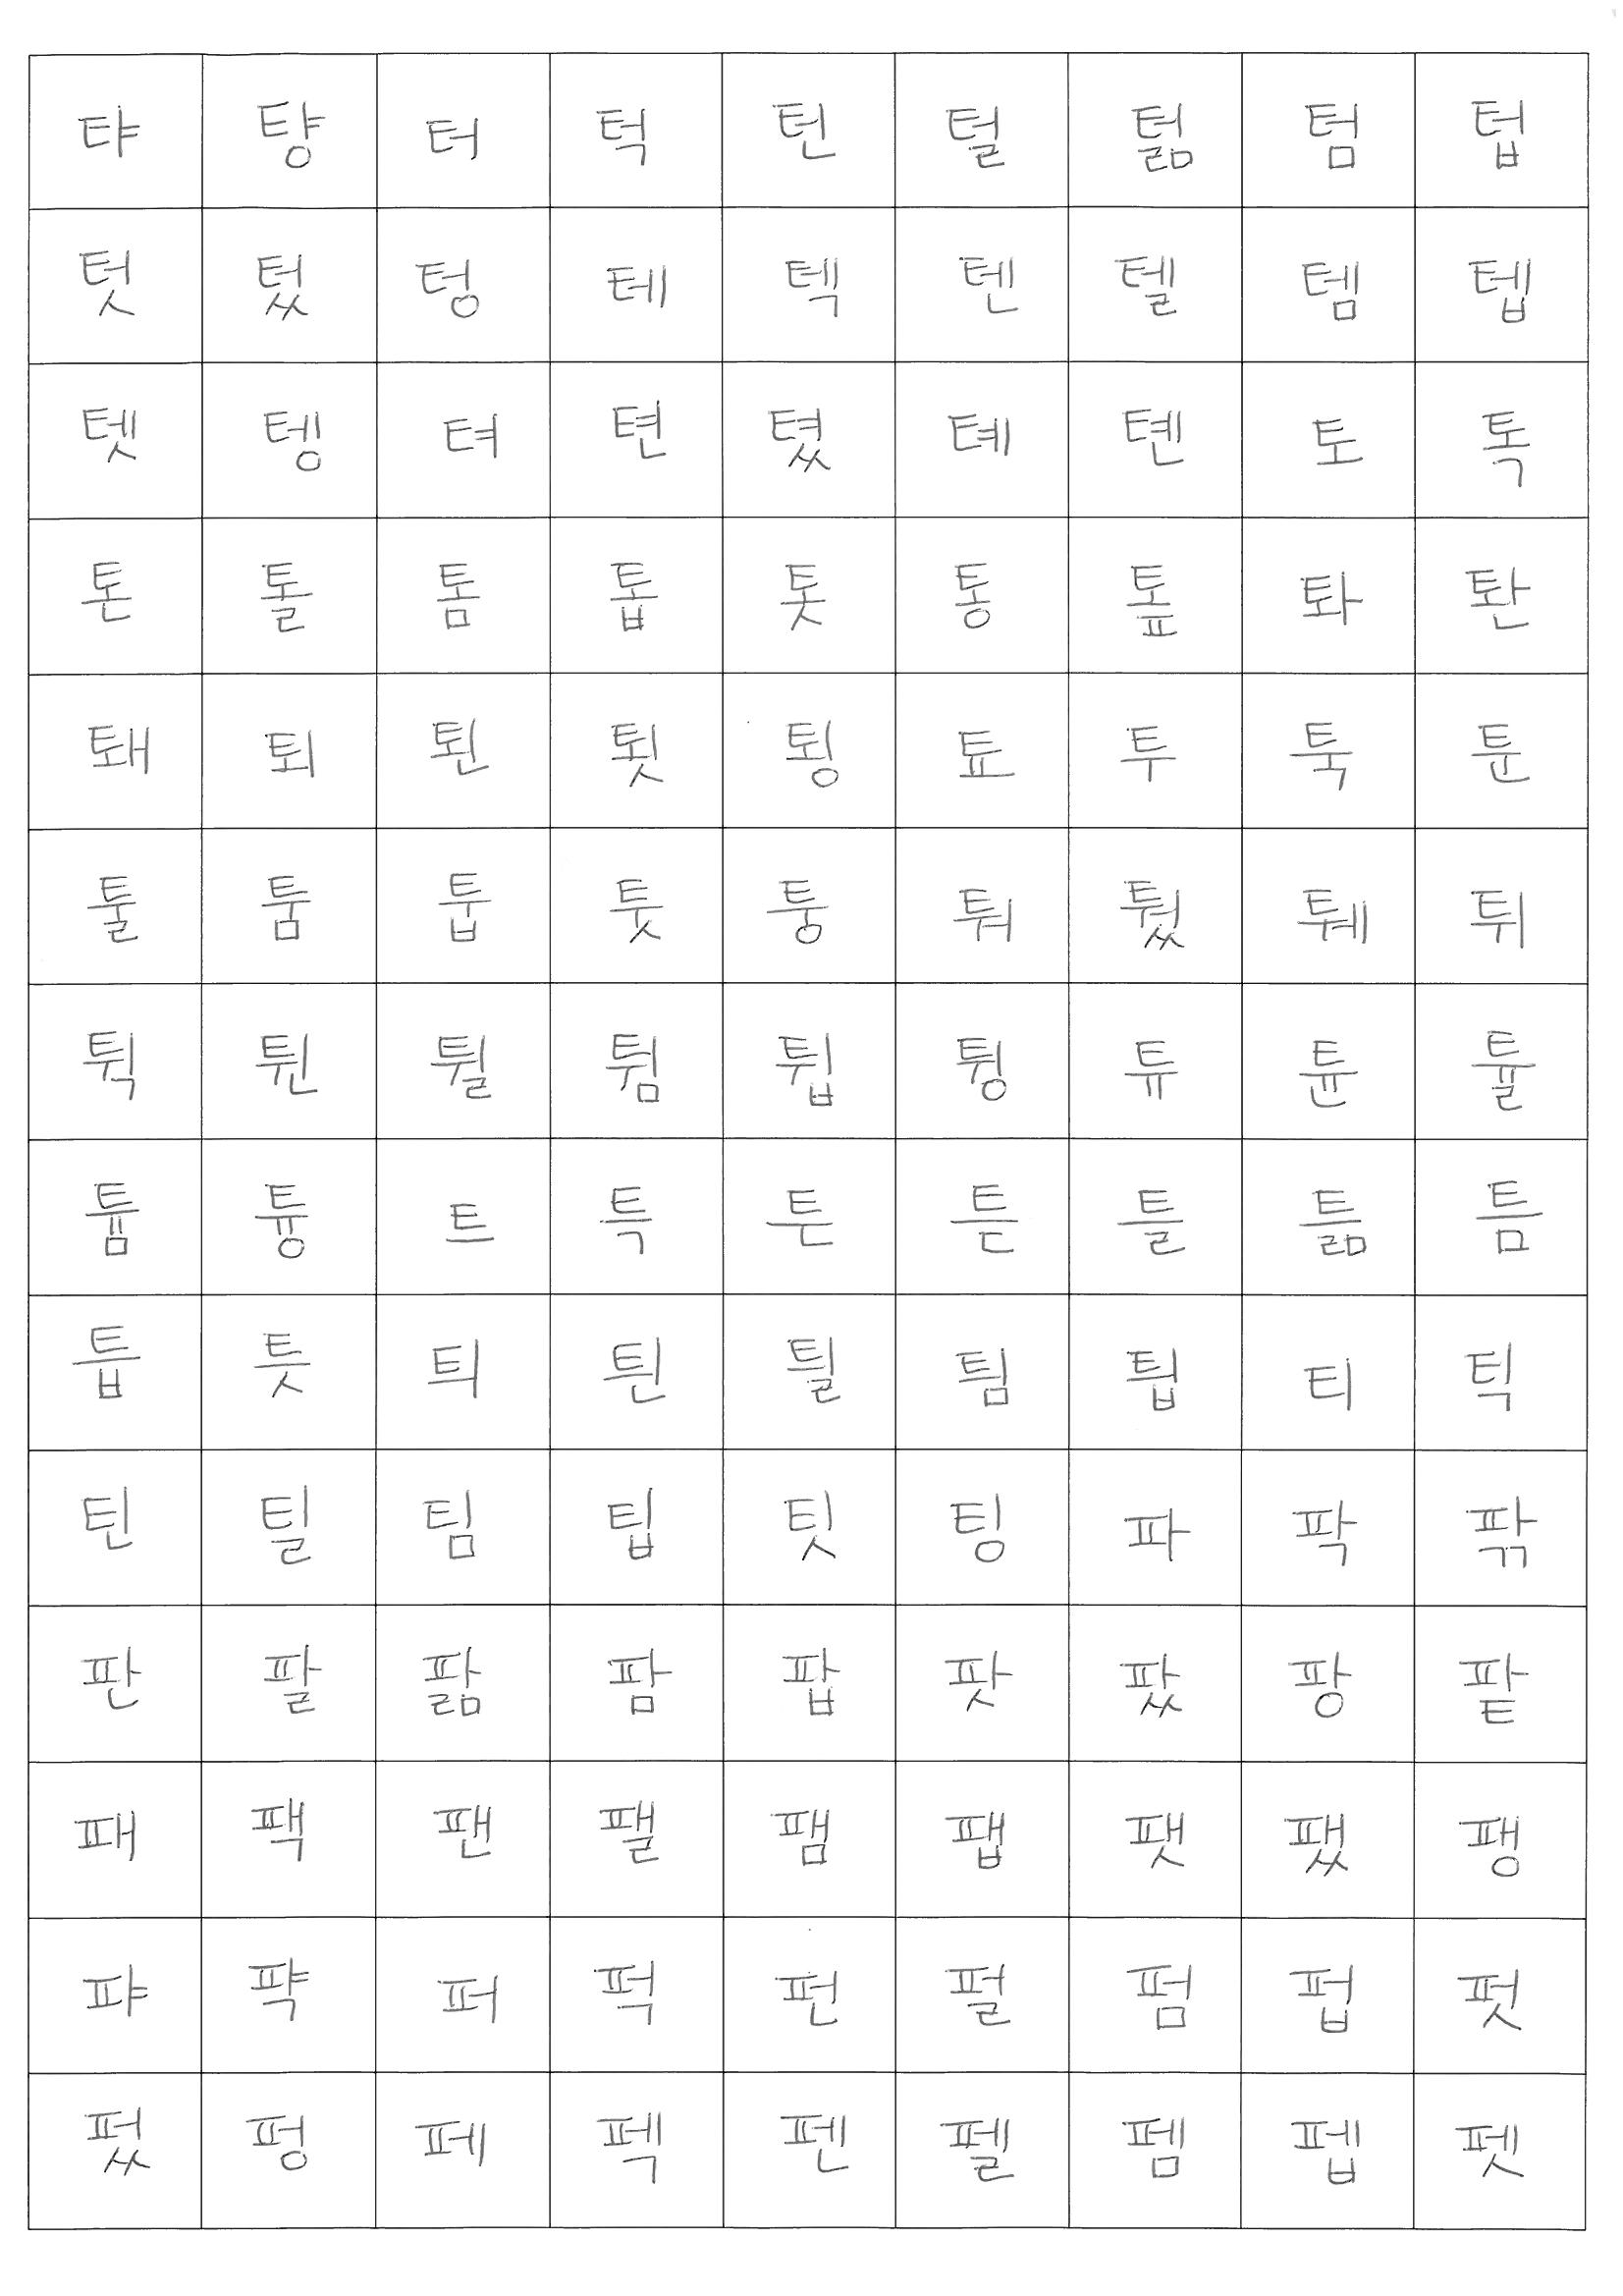 탸 턍 터 턱 턴 털 턺 텀 텁
텃 텄 텅 테 텍 텐 텔 템 텝
텟 텡 텨 텬 텼 톄 톈 토 톡
톤 톨 톰 톱 톳 통 톺 톼 퇀
퇘 퇴 퇸 툇 툉 툐 투 툭 툰
툴 툼 툽 툿 퉁 퉈 퉜 퉤 튀
튁 튄 튈 튐 튑 튕 튜 튠 튤
튬 튱 트 특 튼 튿 틀 틂 틈
틉 틋 틔 틘 틜 틤 틥 티 틱
틴 틸 팀 팁 팃 팅 파 팍 팎
판 팔 팖 팜 팝 팟 팠 팡 팥
패 팩 팬 팰 팸 팹 팻 팼 팽
퍄 퍅 퍼 퍽 펀 펄 펌 펍 펏
펐 펑 페 펙 펜 펠 펨 펩 펫